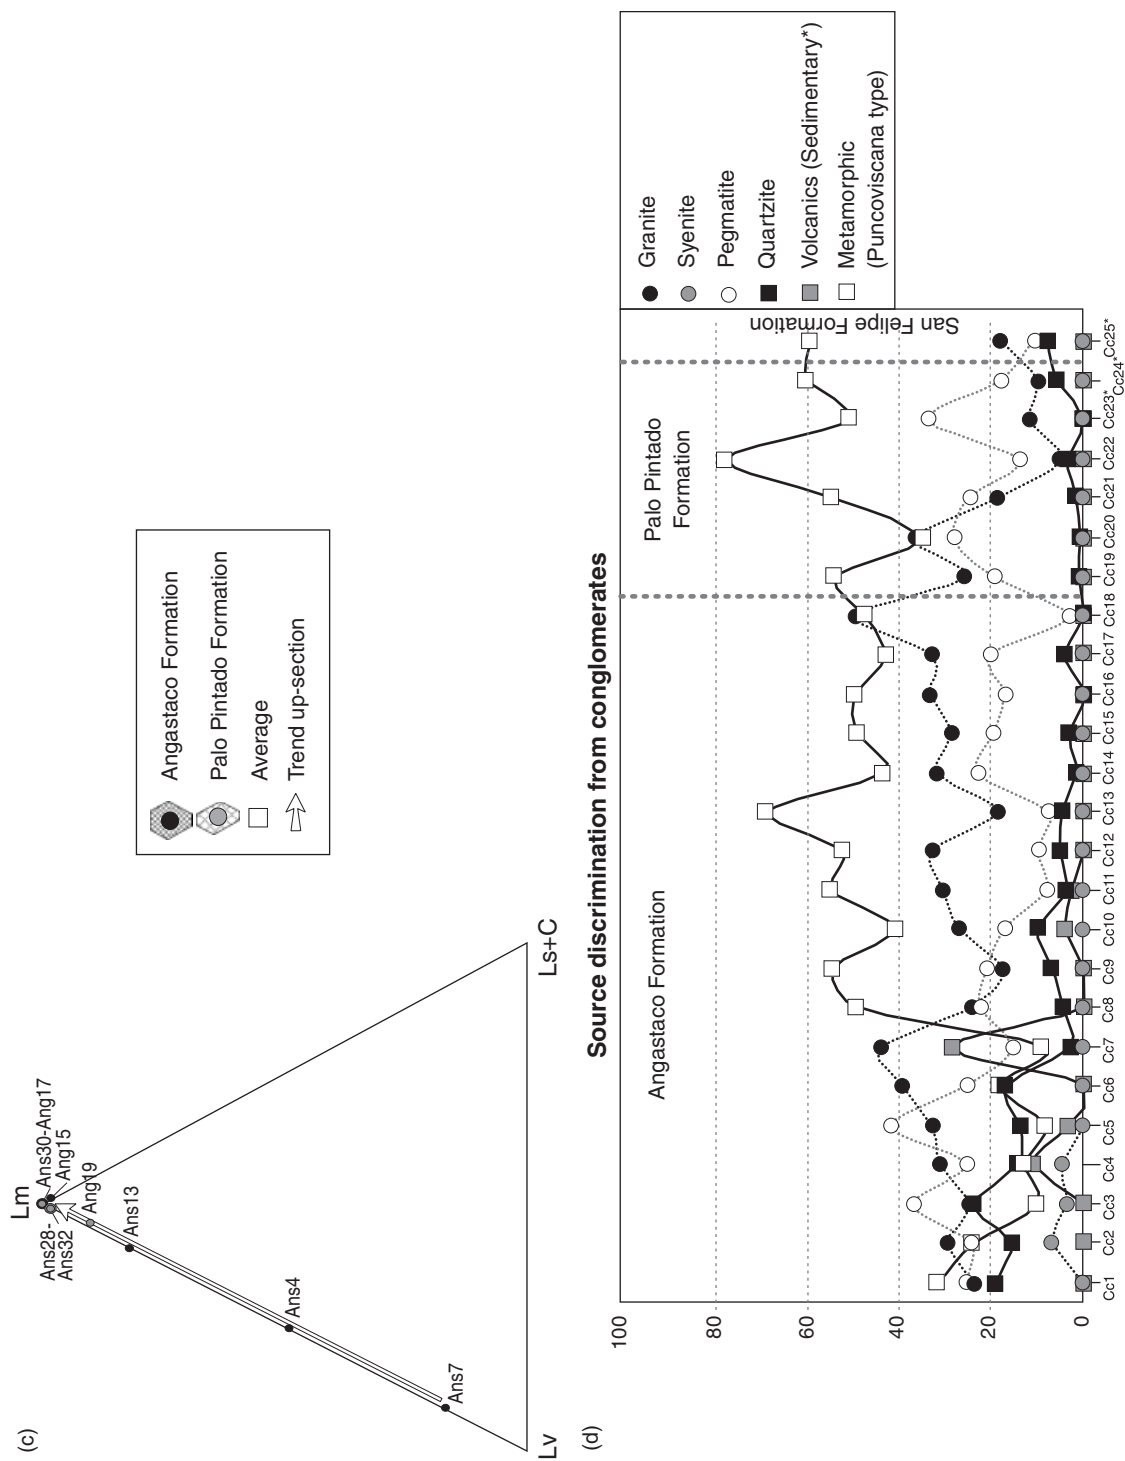 (c)
Lm
Ans30-Ang17
Ang15
Ans28-
Ans32
Ang19
Ans13
Ans4
Ans7
Lv
Ls+C
Angastaco Formation
Palo Pintado Formation
Average
Trend up-section
(d)
Source discrimination from conglomerates
100
80
60
40
20
0
Angastaco Formation
Palo Pintado
Formation
San Felipe Formation
Cc1
Cc2
Cc3
Cc4
Cc5
Cc6
Cc7
Cc8
Cc9
Cc10
Cc11
Cc12
Cc13
Cc14
Cc15
Cc16
Cc17
Cc18
Cc19
Cc20
Cc21
Cc22
Cc23*
Cc24*
Cc25*
Granite
Syenite
Pegmatite
Quartzite
Volcanics (Sedimentary*)
Metamorphic
(Puncoviscana type)